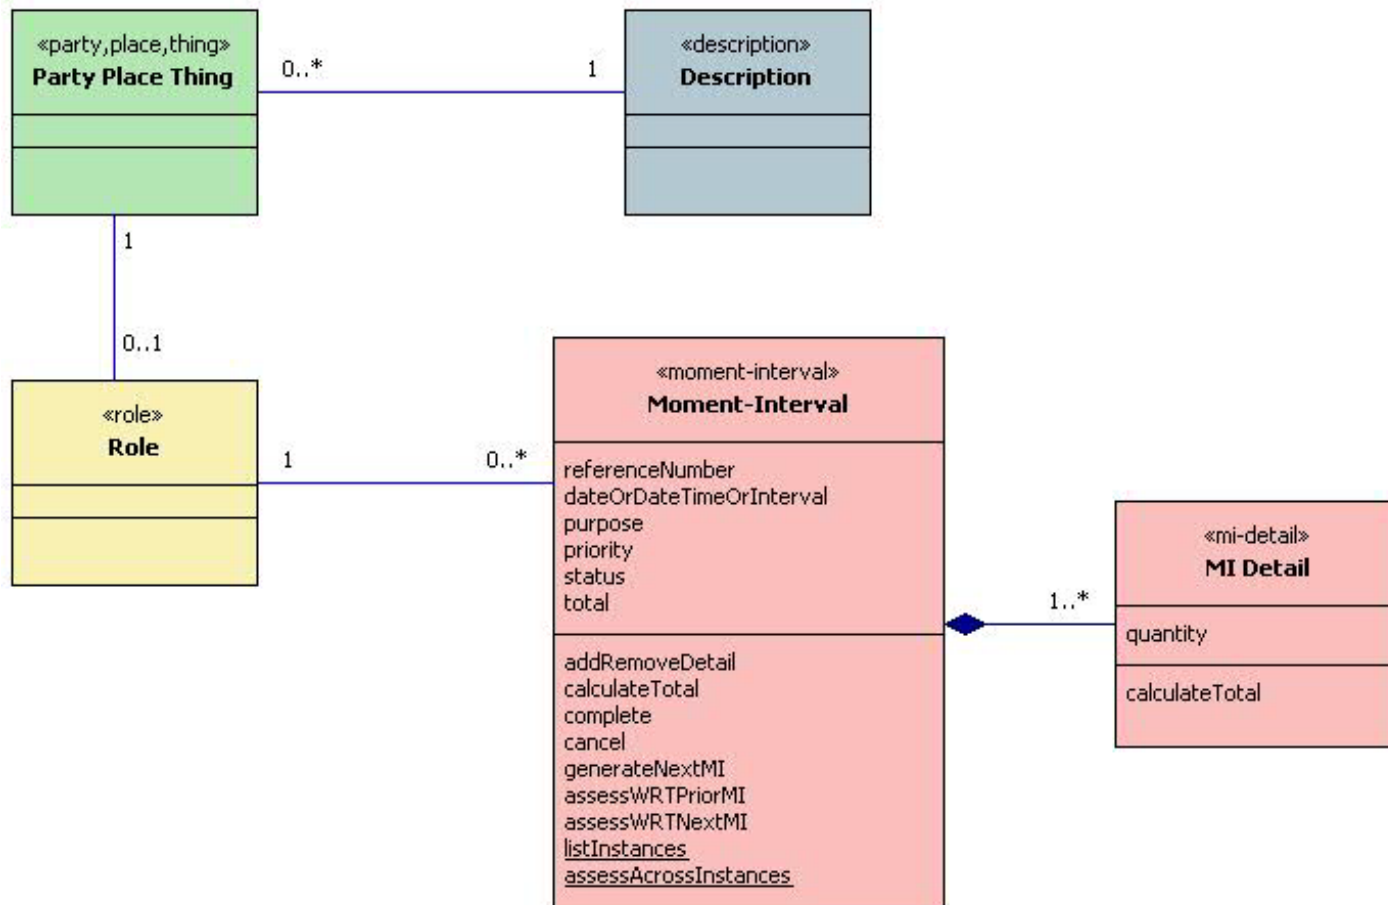 «party,place,thing»
Party Place Thing
0..*
1
«description»
Description
1
0..1
«role»
Role
1
0..*
«moment-interval»
Moment-Interval
referenceNumber
dateOrDateTimeOrInterval
purpose
priority
status
total
addRemoveDetail
calculateTotal
complete
cancel
generateNextMI
assessWRTPriorMI
assessWRTNextMI
listInstances
assessAcrossInstances
1..*
«mi-detail»
MI Detail
quantity
calculateTotal